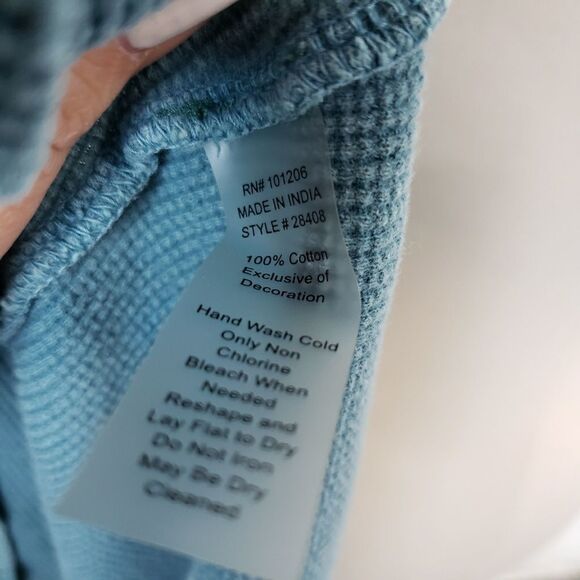 RN# 101206
MADE IN INDIA
STYLE # 28408
100% Cotton
Exclusive of
Decoration
Hand Wash Cold
Only Non
Chlorine
Bleach When
Needed
Reshape and
Lay Flat to Dry
Do Not Iron
May Be Dry
Cleaned